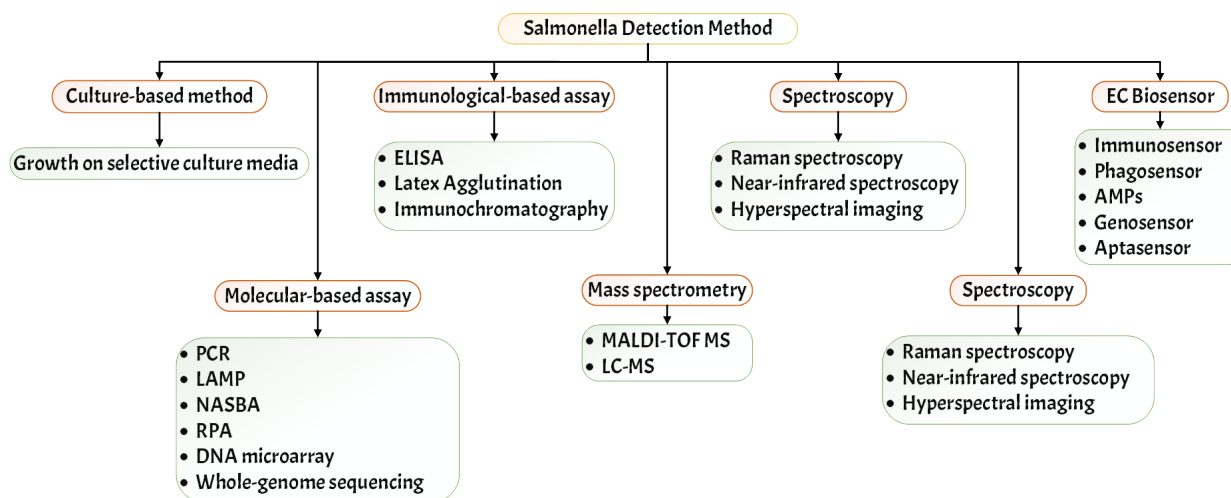 Salmonella Detection Method
Culture-based method
Growth on selective culture media
Immunological-based assay
• ELISA
• Latex Agglutination
• Immunochromatography
Spectroscopy
• Raman spectroscopy
• Near-infrared spectroscopy
• Hyperspectral imaging
EC Biosensor
• Immunosensor
• Phagosensor
• AMPs
• Genosensor
• Aptasensor
Molecular-based assay
• PCR
• LAMP
• NASBA
• RPA
• DNA microarray
• Whole-genome sequencing
Mass spectrometry
• MALDI-TOF MS
• LC-MS
Spectroscopy
• Raman spectroscopy
• Near-infrared spectroscopy
• Hyperspectral imaging